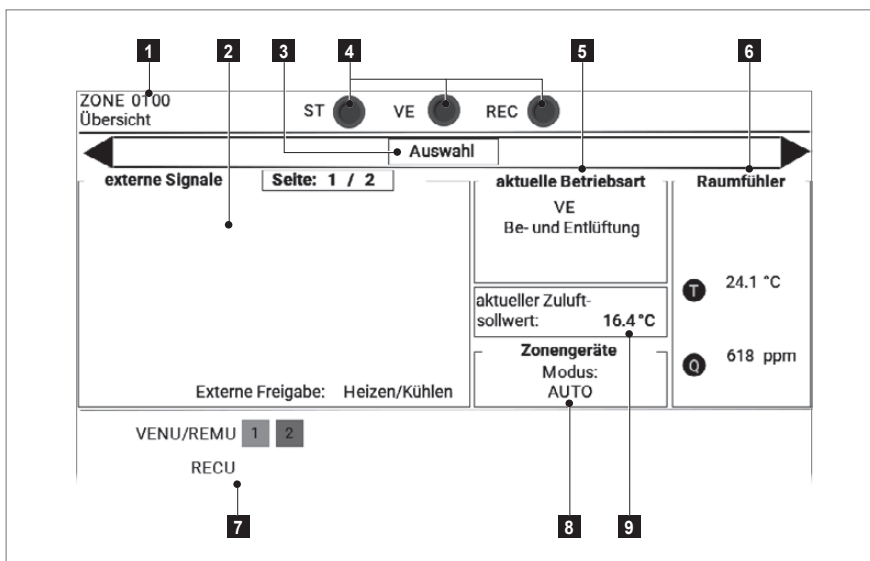 1 2 3 4 5 6
ZONE 0100
Übersicht
ST VE REC
Auswahl
externe Signale
Seite: 1 / 2
aktuelle Betriebsart
Raumfühler
VE
Be- und Entlüftung
T 24.1 °C
aktueller Zuluft-
sollwert: 16.4 °C
Zonengeräte
Modus:
AUTO
Q 618 ppm
Externe Freigabe: Heizen/Kühlen
VENU/REMU 1 2
RECU
7 8 9